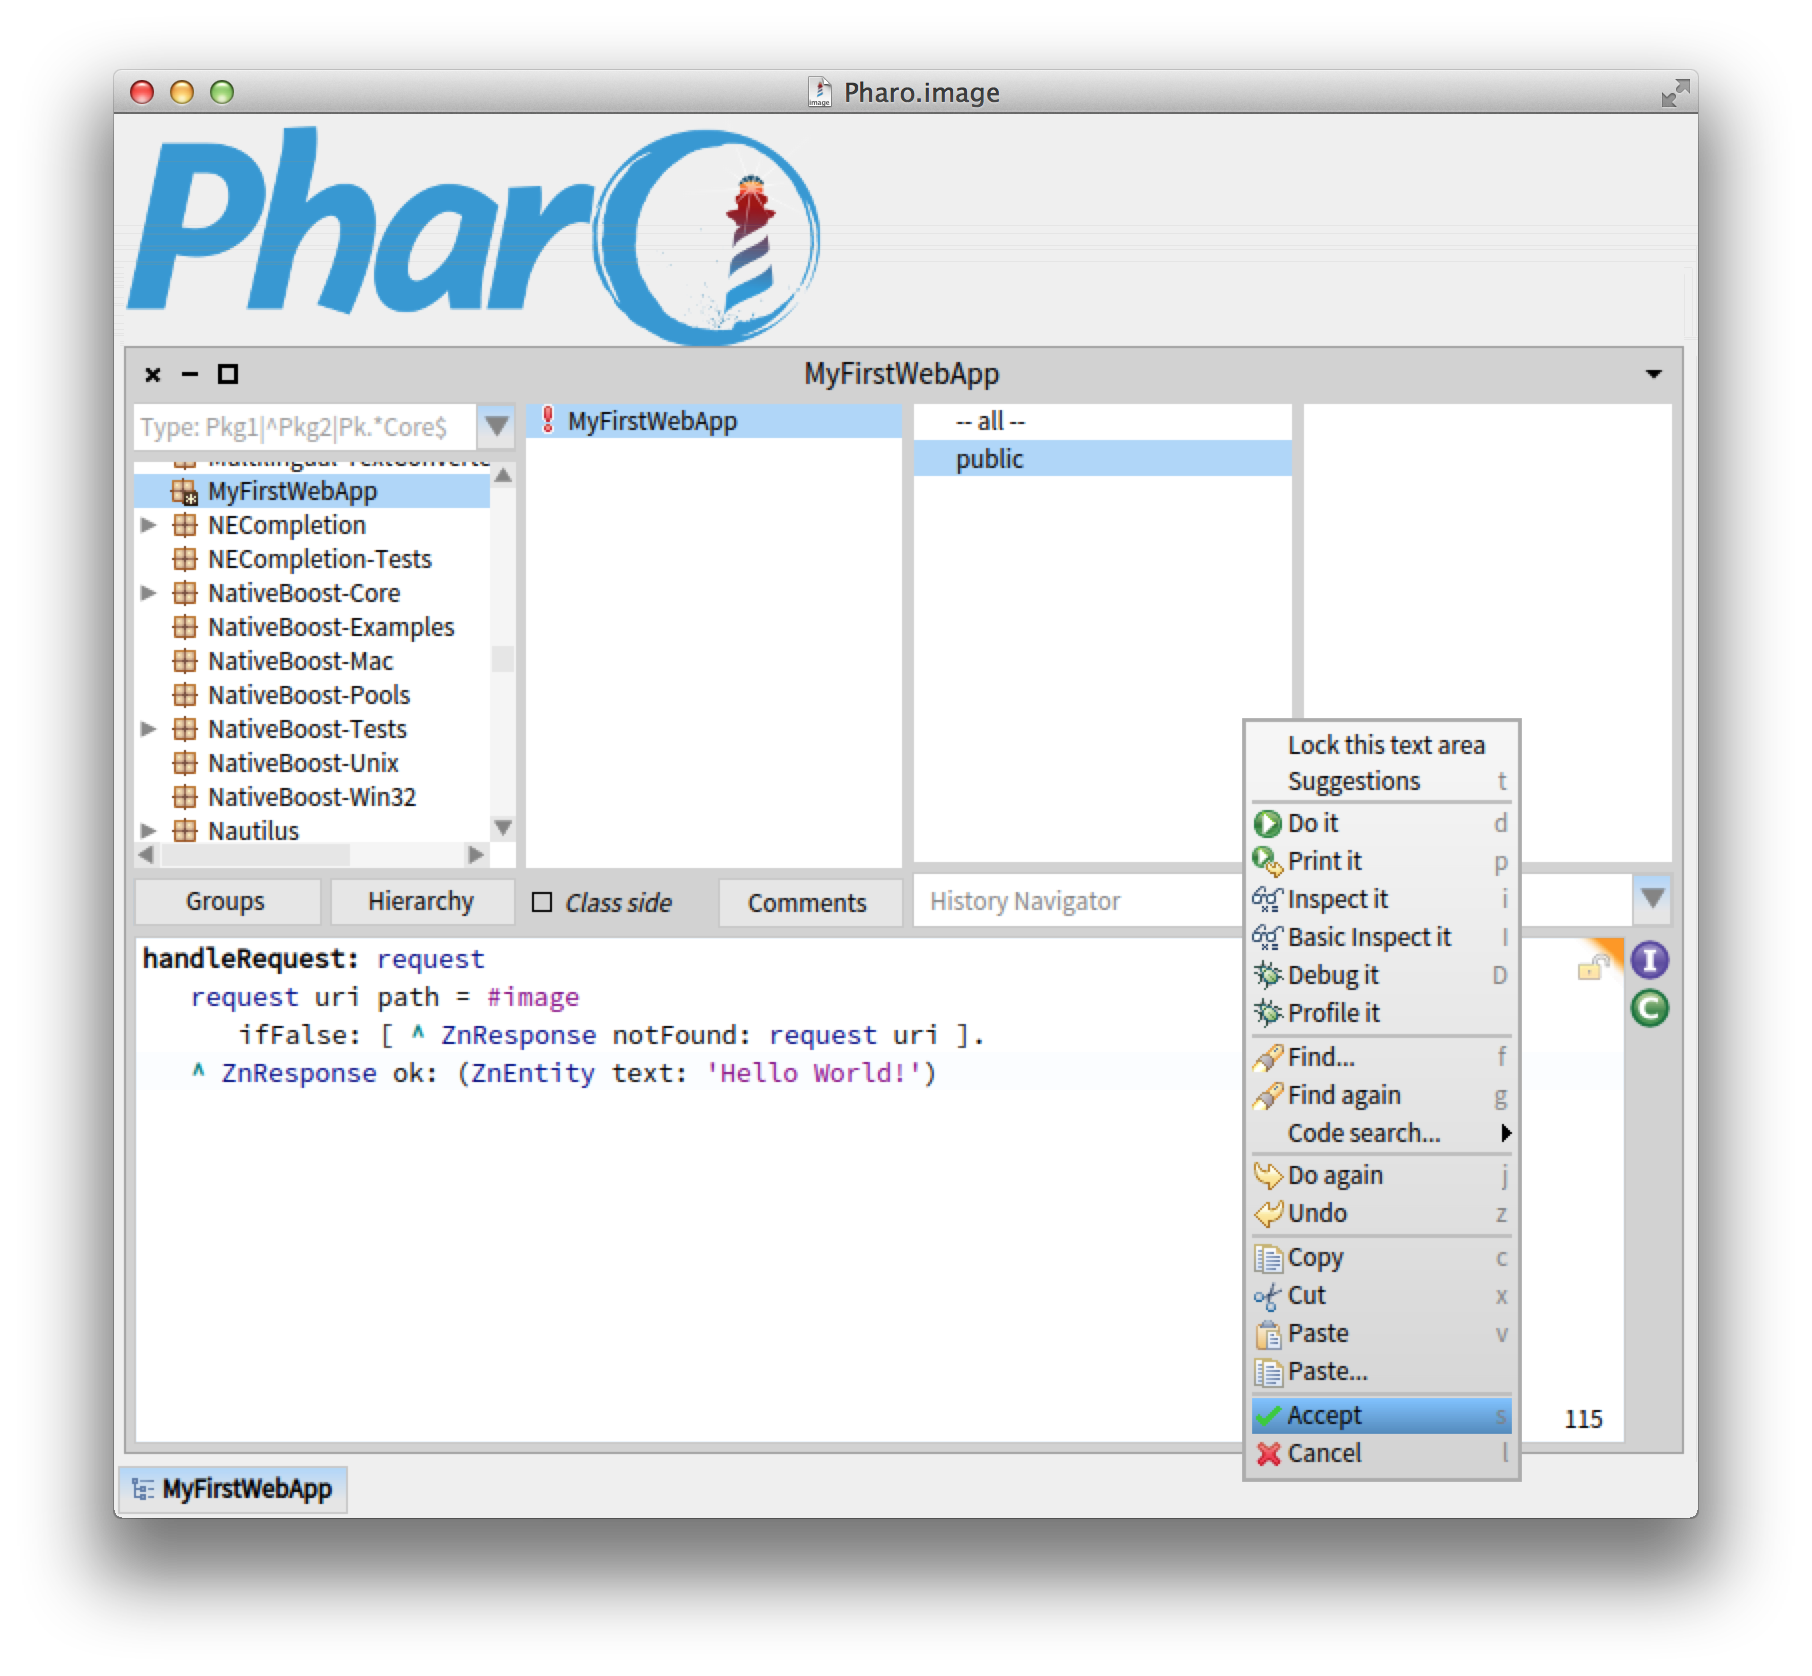 Pharo.image
Pharo
MyFirstWebApp
Type: Pkg1|^Pkg2|Pk.*Core$
Multilingual-TextConverte
MyFirstWebApp
NECompletion
NECompletion-Tests
NativeBoost-Core
NativeBoost-Examples
NativeBoost-Mac
NativeBoost-Pools
NativeBoost-Tests
NativeBoost-Unix
NativeBoost-Win32
Nautilus
MyFirstWebApp
-- all --
public
Groups
Hierarchy
Class side
Comments
History Navigator
handleRequest: request
request uri path = #image
ifFalse: [ ^ ZnResponse notFound: request uri ].
^ ZnResponse ok: (ZnEntity text: 'Hello World!')
Lock this text area
Suggestions t
Do it d
Print it p
Inspect it i
Basic Inspect it I
Debug it D
Profile it
Find... f
Find again g
Code search...
Do again j
Undo z
Copy c
Cut x
Paste v
Paste...
Accept s
Cancel l
I
C
115
MyFirstWebApp